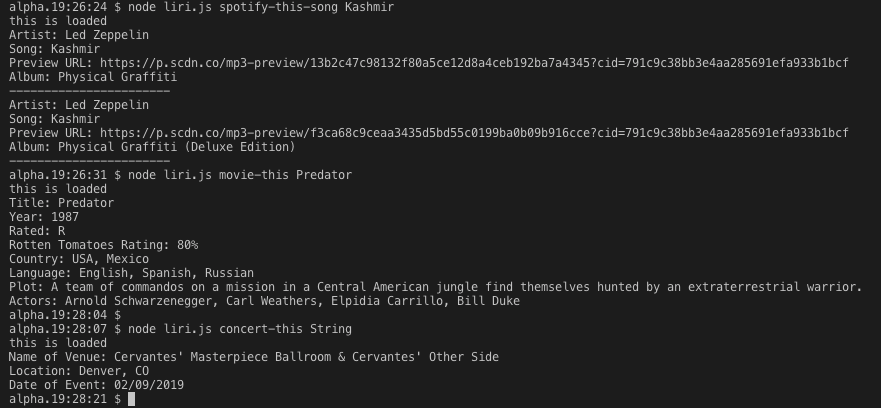 alpha.19:26:24 $ node liri.js spotify-this-song Kashmir
this is loaded
Artist: Led Zeppelin
Song: Kashmir
Preview URL: https://p.scdn.co/mp3-preview/13b2c47c98132f80a5ce12d8a4ceb192ba7a4345?cid=791c9c38bb3e4aa285691efa933b1bcf
Album: Physical Graffiti
-----------------------
Artist: Led Zeppelin
Song: Kashmir
Preview URL: https://p.scdn.co/mp3-preview/f3ca68c9ceaa3435d5bd55c0199ba0b09b916cce?cid=791c9c38bb3e4aa285691efa933b1bcf
Album: Physical Graffiti (Deluxe Edition)
-----------------------
alpha.19:26:31 $ node liri.js movie-this Predator
this is loaded
Title: Predator
Year: 1987
Rated: R
Rotten Tomatoes Rating: 80%
Country: USA, Mexico
Language: English, Spanish, Russian
Plot: A team of commandos on a mission in a Central American jungle find themselves hunted by an extraterrestrial warrior.
Actors: Arnold Schwarzenegger, Carl Weathers, Elpidia Carrillo, Bill Duke
alpha.19:28:04 $
alpha.19:28:07 $ node liri.js concert-this String
this is loaded
Name of Venue: Cervantes' Masterpiece Ballroom & Cervantes' Other Side
Location: Denver, CO
Date of Event: 02/09/2019
alpha.19:28:21 $